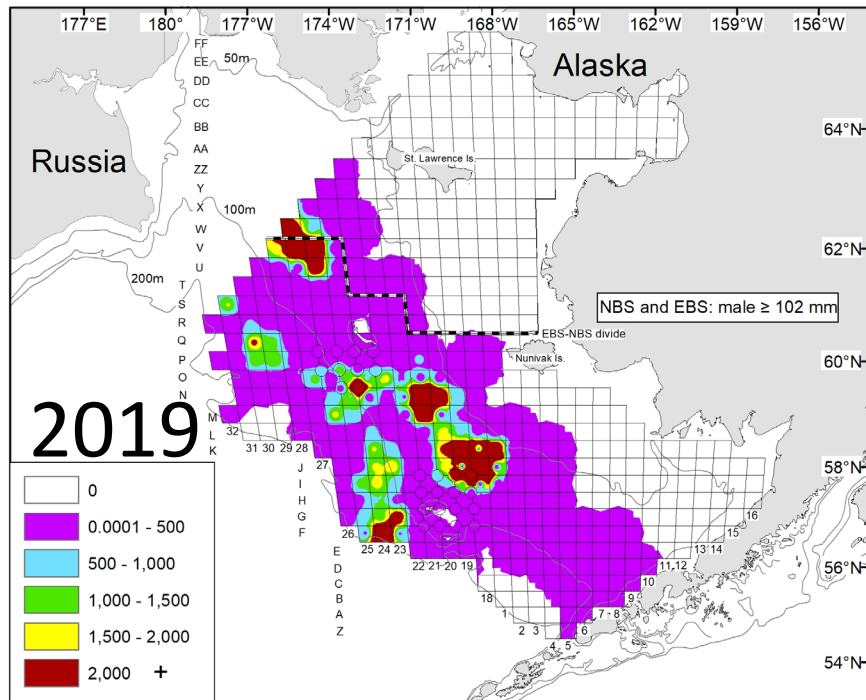 177°E 180° 177°W 174°W 171°W 168°W 165°W 162°W 159°W 156°W
FF
EE
50m
Alaska
DD
CC
BB
64°N
AA
Russia
St. Lawrence Is.
ZZ
Y
X
100m
W
V
62°N
U
200m
T
S
NBS and EBS: male ≥ 102 mm
R
EBS-NBS divide
Q
Nunivak Is.
P
60°N
O
N
2019
M
32
L
31 30 29 28
K
27
J
58°N
I
H
G
26
F
25 24 23
16
15
13 14
E
22 21 20 19
D
11 12
56°N
C
10
B
18
9
A
1
7 8
Z
2 3
6
4 5
54°N
0
0.0001 - 500
500 - 1,000
1,000 - 1,500
1,500 - 2,000
2,000 +